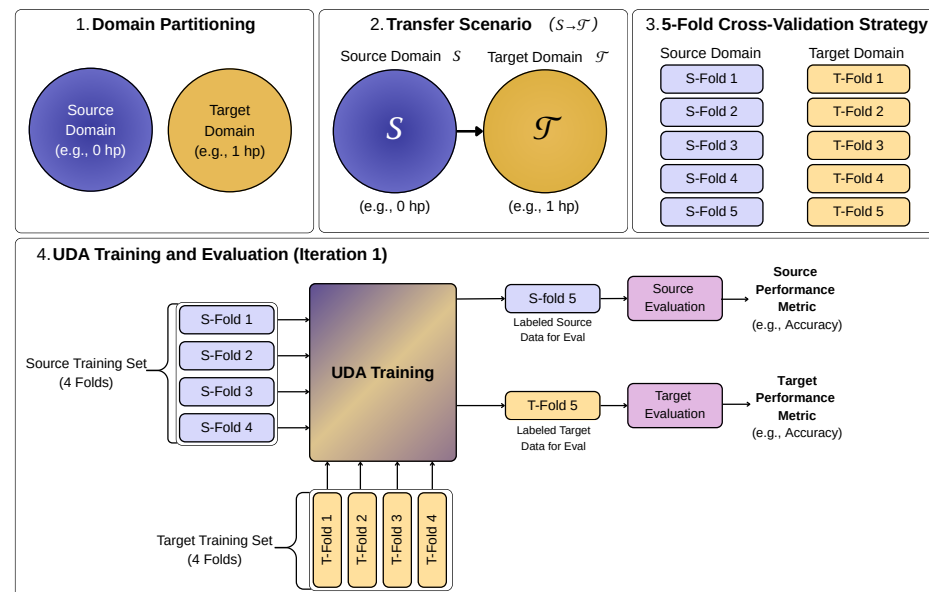 1. Domain Partitioning
Source
Domain
(e.g., 0 hp)
Target
Domain
(e.g., 1 hp)
2. Transfer Scenario (S→𝒯)
Source Domain S
Target Domain 𝒯
S
𝒯
(e.g., 0 hp)
(e.g., 1 hp)
3. 5-Fold Cross-Validation Strategy
Source Domain
Target Domain
S-Fold 1
T-Fold 1
S-Fold 2
T-Fold 2
S-Fold 3
T-Fold 3
S-Fold 4
T-Fold 4
S-Fold 5
T-Fold 5
4. UDA Training and Evaluation (Iteration 1)
Source Training Set
(4 Folds)
S-Fold 1
S-Fold 2
S-Fold 3
S-Fold 4
UDA Training
S-fold 5
Labeled Source
Data for Eval
Source
Evaluation
Source
Performance
Metric
(e.g., Accuracy)
T-Fold 5
Labeled Target
Data for Eval
Target
Evaluation
Target
Performance
Metric
(e.g., Accuracy)
Target Training Set
(4 Folds)
T-Fold 1
T-Fold 2
T-Fold 3
T-Fold 4